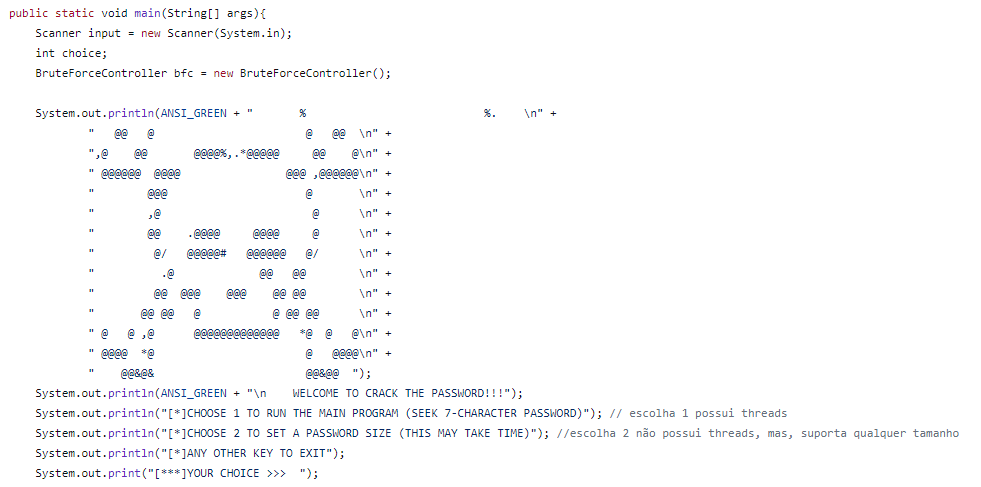 public static void main(String[] args){
    Scanner input = new Scanner(System.in);
    int choice;
    BruteForceController bfc = new BruteForceController();

    System.out.println(ANSI_GREEN + "       %                           %.    \n" +
            "   @@   @                       @   @@  \n" +
            ",@    @@       @@@@%,.*@@@@@     @@    @\n" +
            " @@@@@@  @@@@                @@@ ,@@@@@@\n" +
            "        @@@                     @       \n" +
            "        ,@                       @      \n" +
            "        @@    .@@@@     @@@@     @      \n" +
            "         @/   @@@@@#   @@@@@@   @/      \n" +
            "          .@             @@   @@        \n" +
            "         @@  @@@    @@@    @@ @@        \n" +
            "       @@ @@   @           @ @@ @@      \n" +
            " @   @ ,@      @@@@@@@@@@@@@   *@  @   @\n" +
            " @@@@  *@                       @   @@@@\n" +
            "    @@&@&                       @@&@@  ");
    System.out.println(ANSI_GREEN + "\n    WELCOME TO CRACK THE PASSWORD!!!");
    System.out.println("[*]CHOOSE 1 TO RUN THE MAIN PROGRAM (SEEK 7-CHARACTER PASSWORD)"); // escolha 1 possui threads
    System.out.println("[*]CHOOSE 2 TO SET A PASSWORD SIZE (THIS MAY TAKE TIME)"); //escolha 2 não possui threads, mas, suporta qualquer tamanho
    System.out.println("[*]ANY OTHER KEY TO EXIT");
    System.out.print("[***]YOUR CHOICE >>>  ");